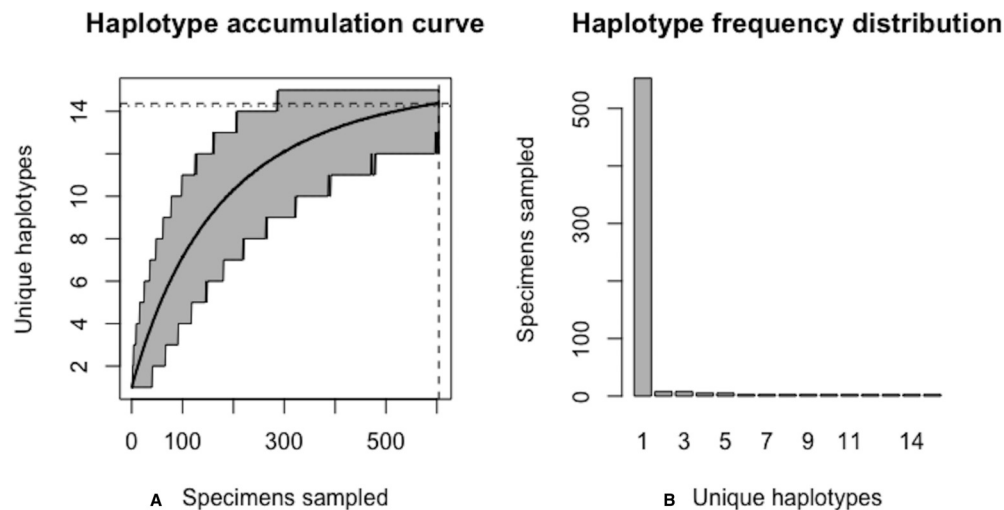 Haplotype accumulation curve
Unique haplotypes
14
10
8
6
4
2
0 100 300 500
A Specimens sampled
Haplotype frequency distribution
Specimens sampled
500
300
100
0
1 3 5 7 9 11 14
B Unique haplotypes